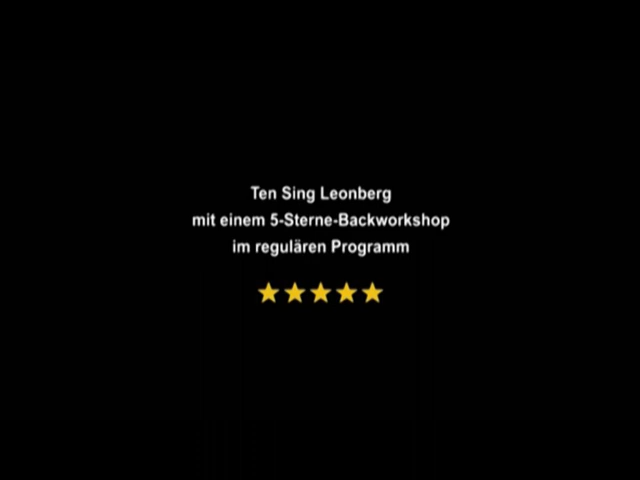 Ten Sing Leonberg
mit einem 5-Sterne-Backworkshop
im regulären Programm